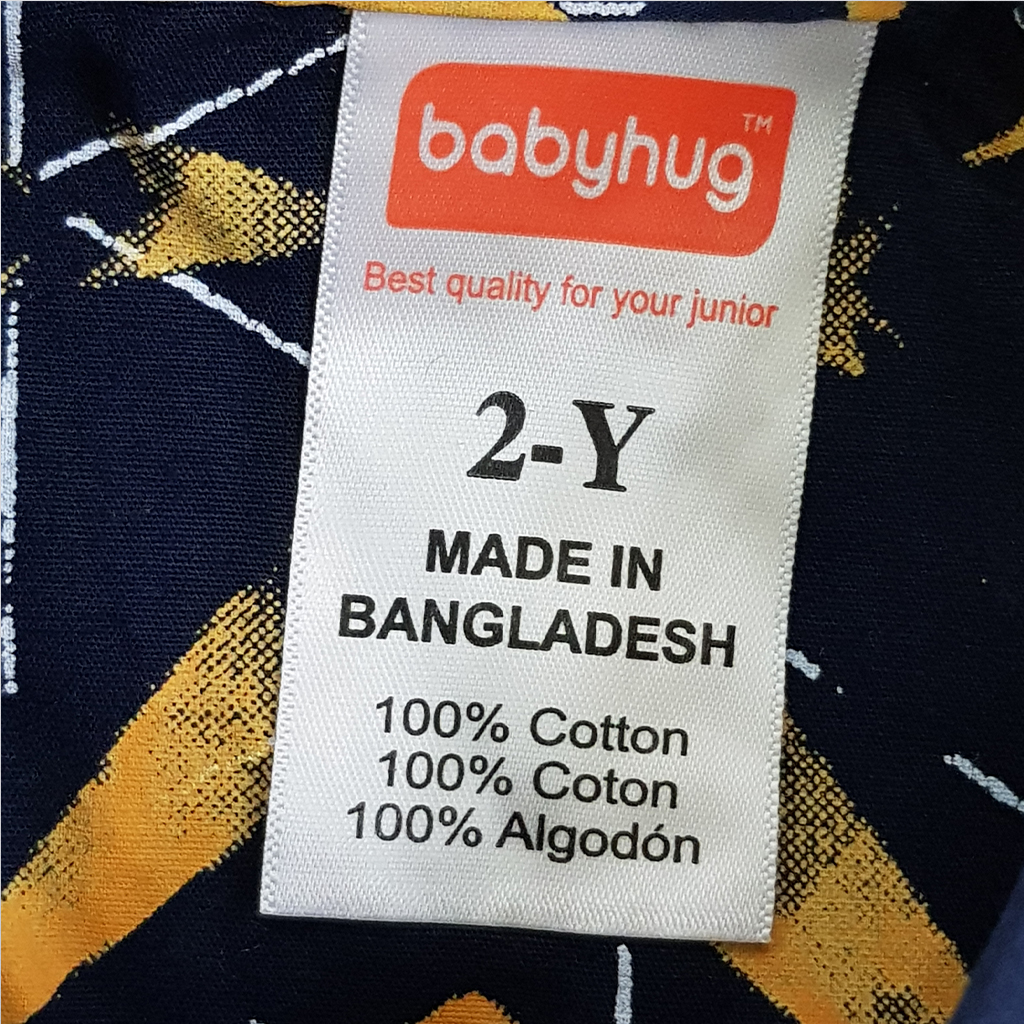 babyhug™
Best quality for your junior
2-Y
MADE IN
BANGLADESH
100% Cotton
100% Coton
100% Algodón